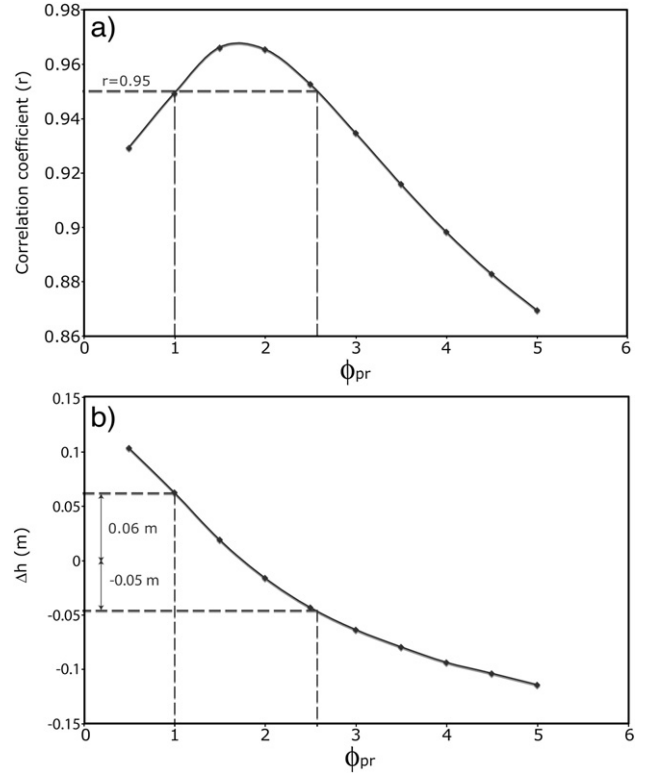 a)
Correlation coefficient (r)
0.98
0.96
0.94
0.92
0.9
0.88
0.86
r=0.95
0 1 2 3 4 5 6
ϕpr
b)
Δh (m)
0.15
0.1
0.05
0
-0.05
-0.1
-0.15
0.06 m
-0.05 m
0 1 2 3 4 5 6
ϕpr